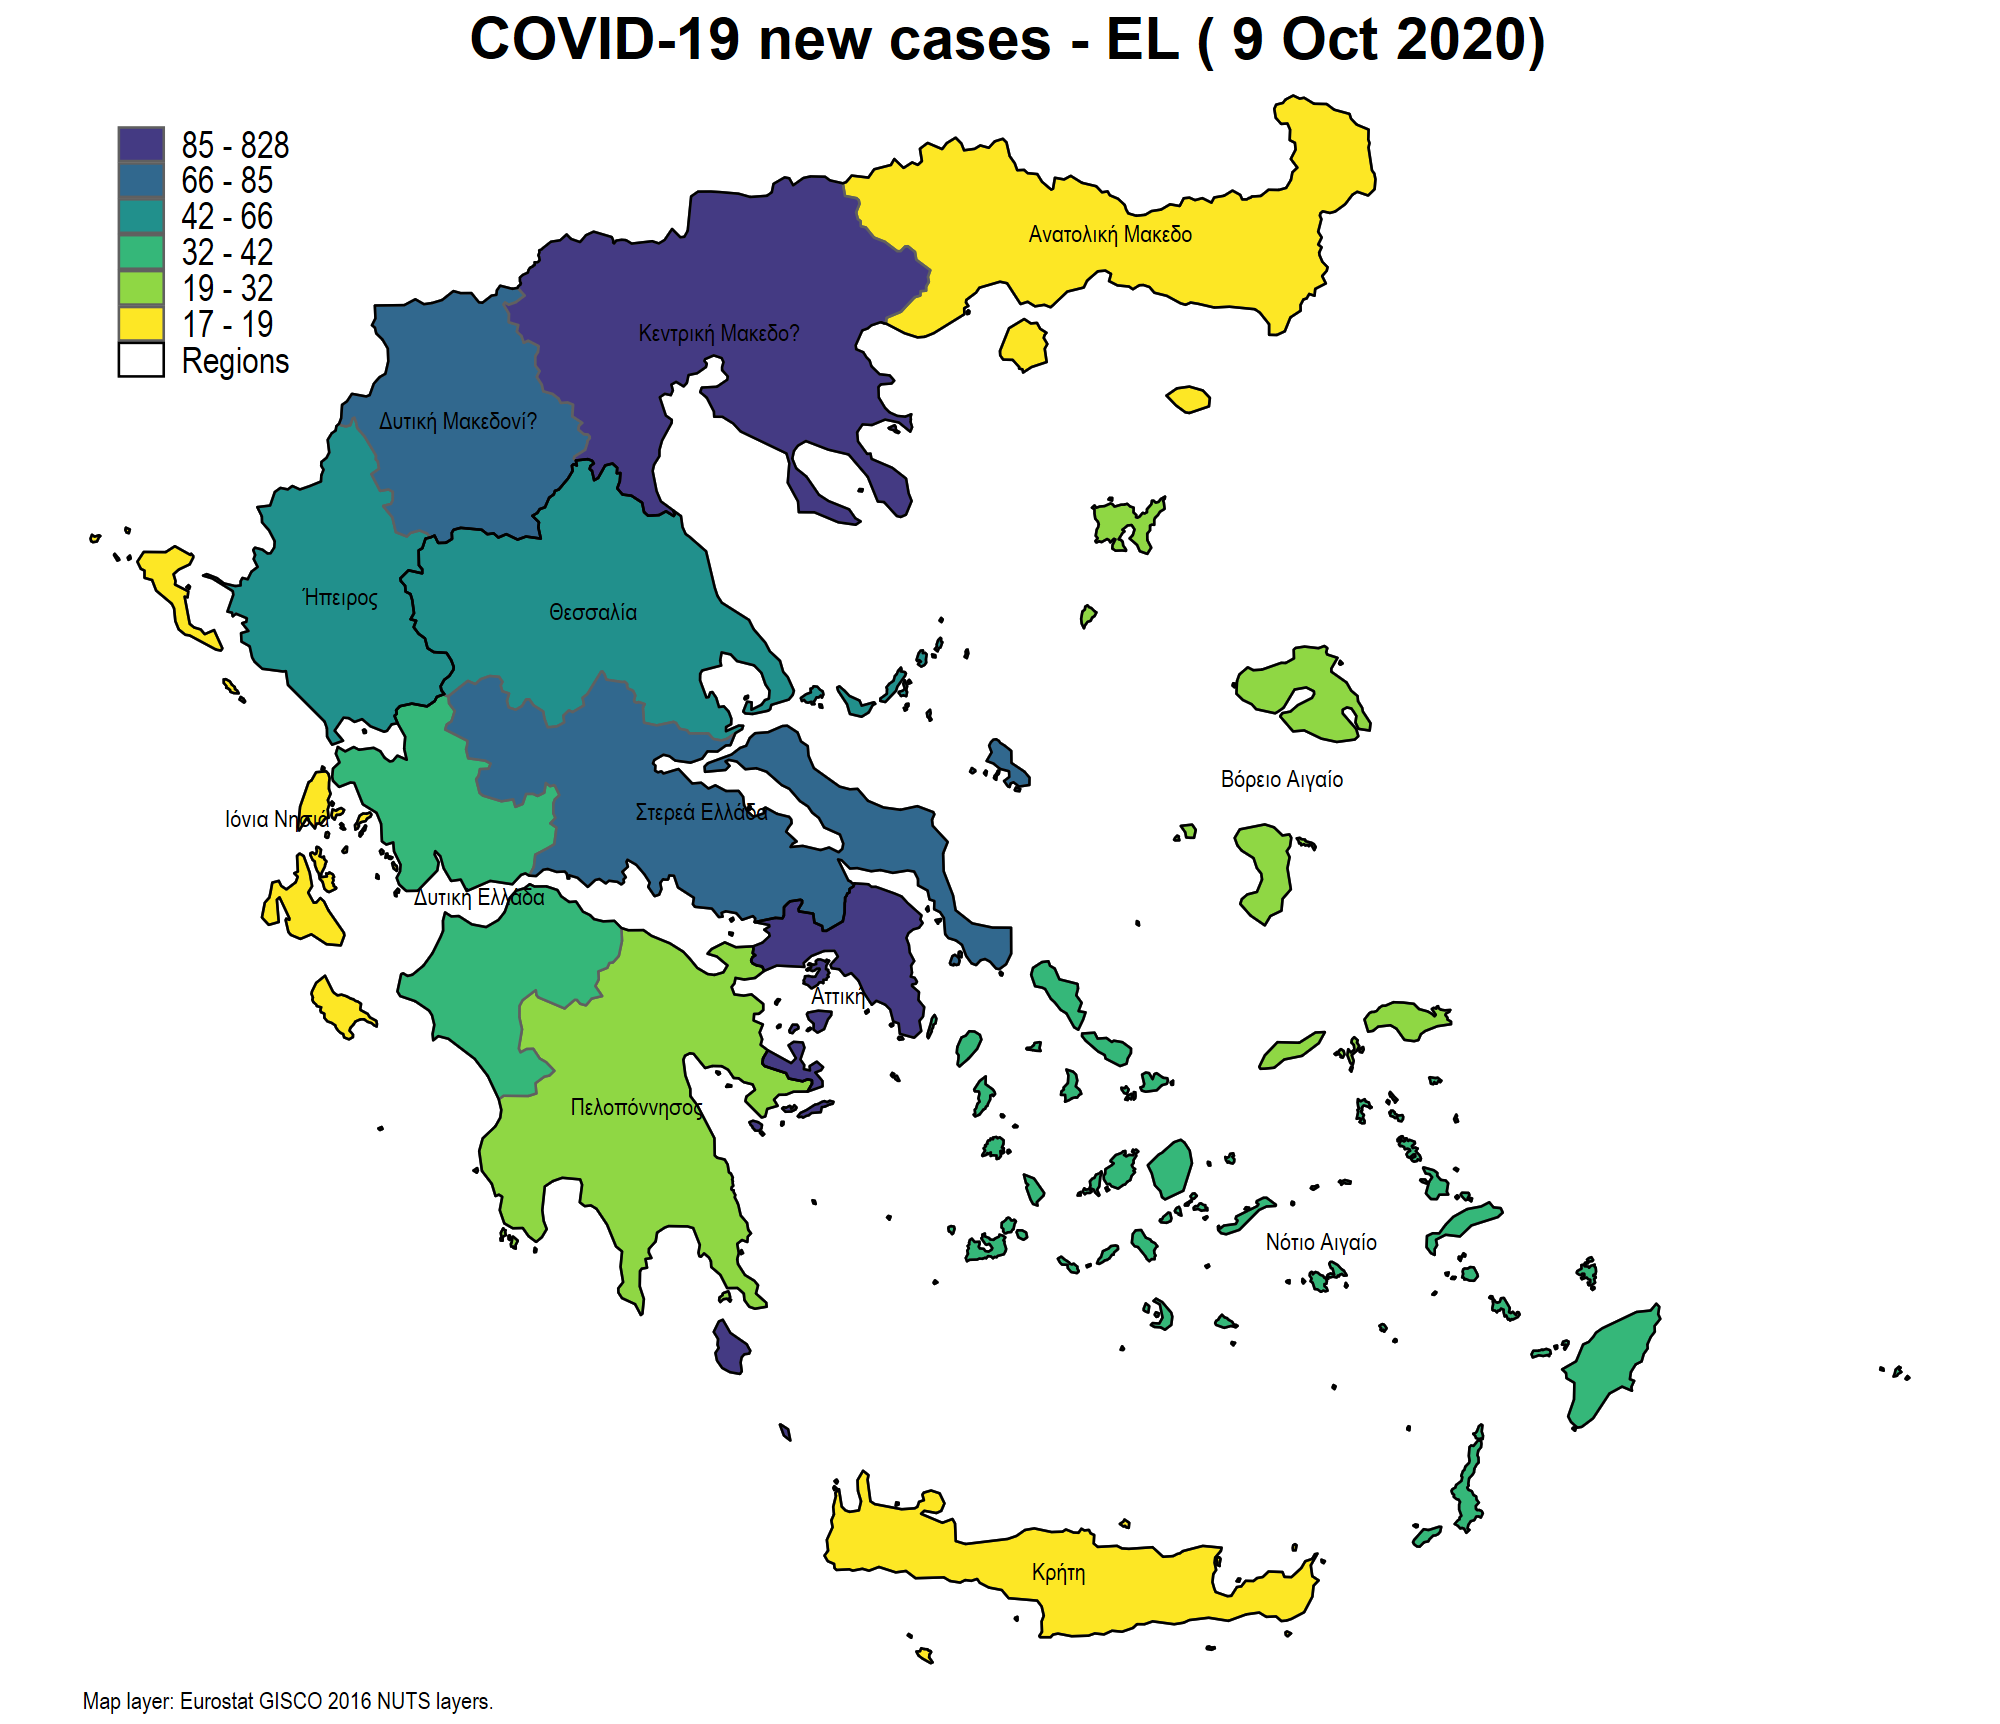 COVID-19 new cases - EL ( 9 Oct 2020)
85 - 828
66 - 85
42 - 66
32 - 42
19 - 32
17 - 19
Regions
Ανατολική Μακεδο
Κεντρική Μακεδο?
Δυτική Μακεδονί?
Ήπειρος
Θεσσαλία
Βόρειο Αιγαίο
Στερεά Ελλάδα
Ιόνια Νησιά
Δυτική Ελλάδα
Αττική
Πελοπόννησος
Νότιο Αιγαίο
Κρήτη
Map layer: Eurostat GISCO 2016 NUTS layers.